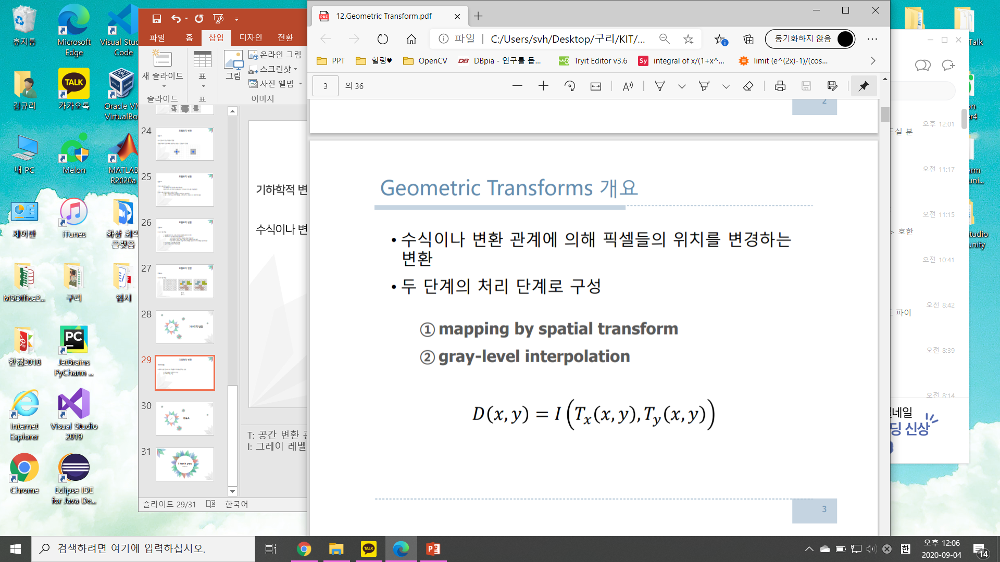 휴지통
Microsoft Edge
Visual Stu
Code
김규리
카카오톡
Oracle VM
VirtualBo
내 PC
Melon
MATLAB
R2020a
제어판
iTunes
화상 회의
플랫폼
MSOffice2...
구리
임시
한컴2018
JetBrains
PyCharm ...
Internet
Explorer
Visual Studio
2019
Chrome
Eclipse IDE
for Java De...
파일 홈 삽입 디자인 전환
새 슬라이드
표
그림
온라인 그림
스크린샷
사진 앨범
슬라이드 표 이미지
24
25
26
27
28
29
30
Q&A
31
Thank you
기하학적 변
수식이나 변
T: 공간 변환
I: 그레이 레벨
슬라이드 29/31 한국어
12.Geometric Transform.pdf
파일 C:/Users/svh/Desktop/구리/KIT/... 동기화하지 않음
PPT 힐링♥ OpenCV DBpia - 연구를 돕... Tryit Editor v3.6 integral of x/(1+x^... limit (e^(2x)-1)/(cos...
3 의 36
2
Geometric Transforms 개요
• 수식이나 변환 관계에 의해 픽셀들의 위치를 변경하는
변환
• 두 단계의 처리 단계로 구성
① mapping by spatial transform
② gray-level interpolation
D(x, y) = I (Tx(x, y), Ty(x, y))
3
Talk
오후 12:01
드실 분
오전 11:17
오전 11:15
> 호한
오전 10:41
오전 8:42
드 파이
오전 8:39
오전 8:14
네일
딩 신상
검색하려면 여기에 입력하십시오.
한
오후 12:06
2020-09-04
14